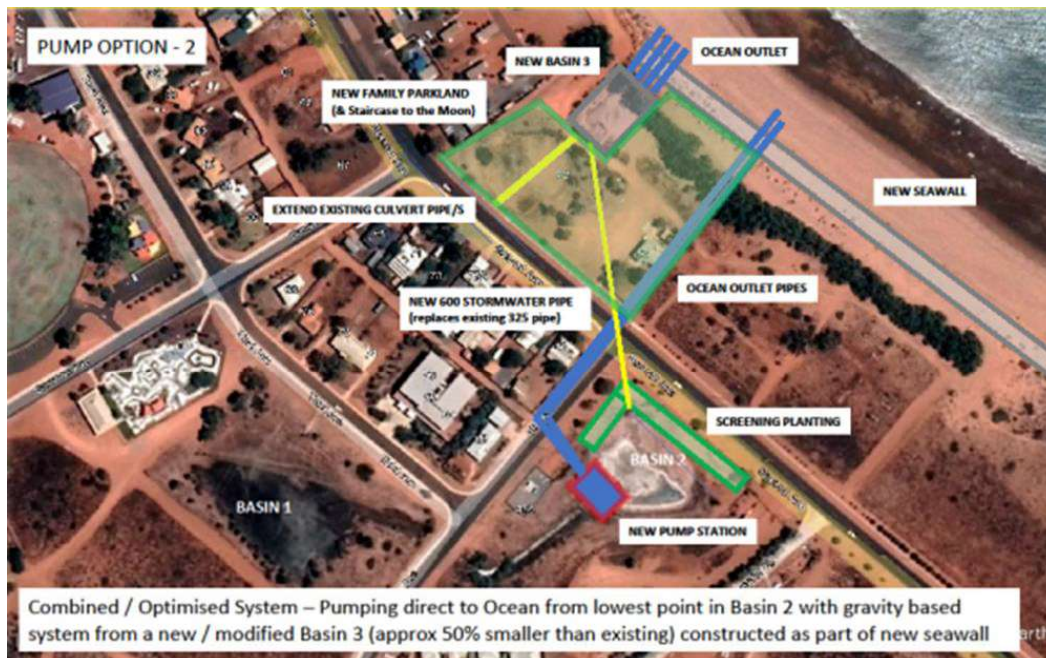 PUMP OPTION - 2
NEW BASIN 3
OCEAN OUTLET
NEW FAMILY PARKLAND
(& Staircase to the Moon)
NEW SEAWALL
EXTEND EXISTING CULVERT PIPE/S
NEW 600 STORMWATER PIPE
(replaces existing 325 pipe)
OCEAN OUTLET PIPES
SCREENING PLANTING
BASIN 2
BASIN 1
NEW PUMP STATION
Combined / Optimised System – Pumping direct to Ocean from lowest point in Basin 2 with gravity based
system from a new / modified Basin 3 (approx 50% smaller than existing) constructed as part of new seawall